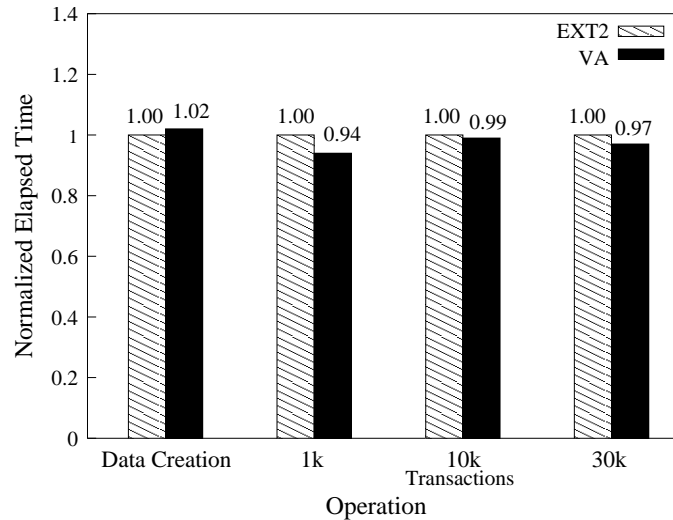 1.4
EXT2
VA
1.2
1.00 1.02 1.00 0.94 1.00 0.99 1.00 0.97
1
0.8
0.6
0.4
0.2
0
Normalized Elapsed Time
Data Creation 1k 10k 30k
Transactions
Operation